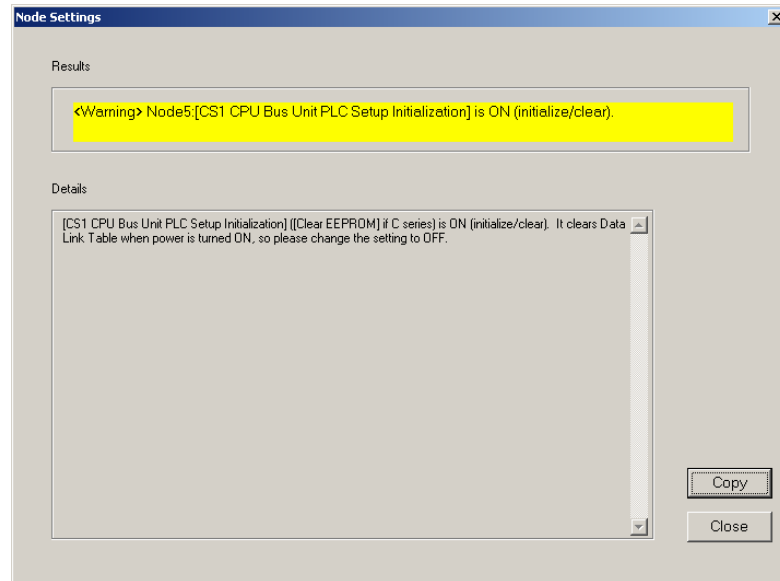 Node Settings
Results
<Warning> Node5:[CS1 CPU Bus Unit PLC Setup Initialization] is ON (initialize/clear).
Details
[CS1 CPU Bus Unit PLC Setup Initialization] ([Clear EEPROM] if C series) is ON (initialize/clear).  It clears Data
Link Table when power is turned ON, so please change the setting to OFF.
Copy
Close